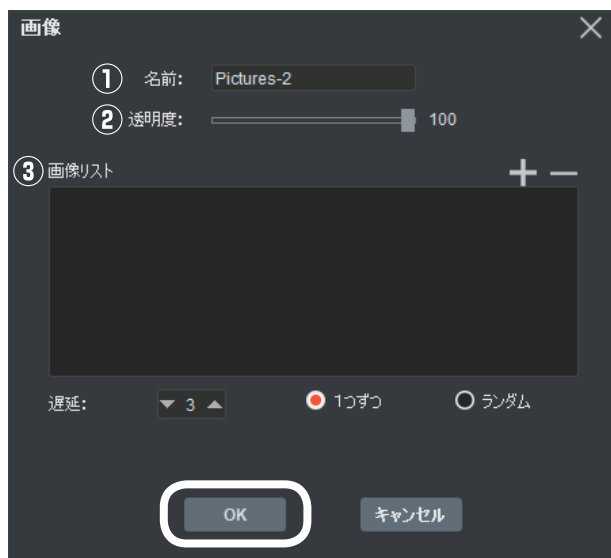 画像
① 名前: Pictures-2
② 透明度: 100
③ 画像リスト
遅延: 3 1つずつ ランダム
OK キャンセル